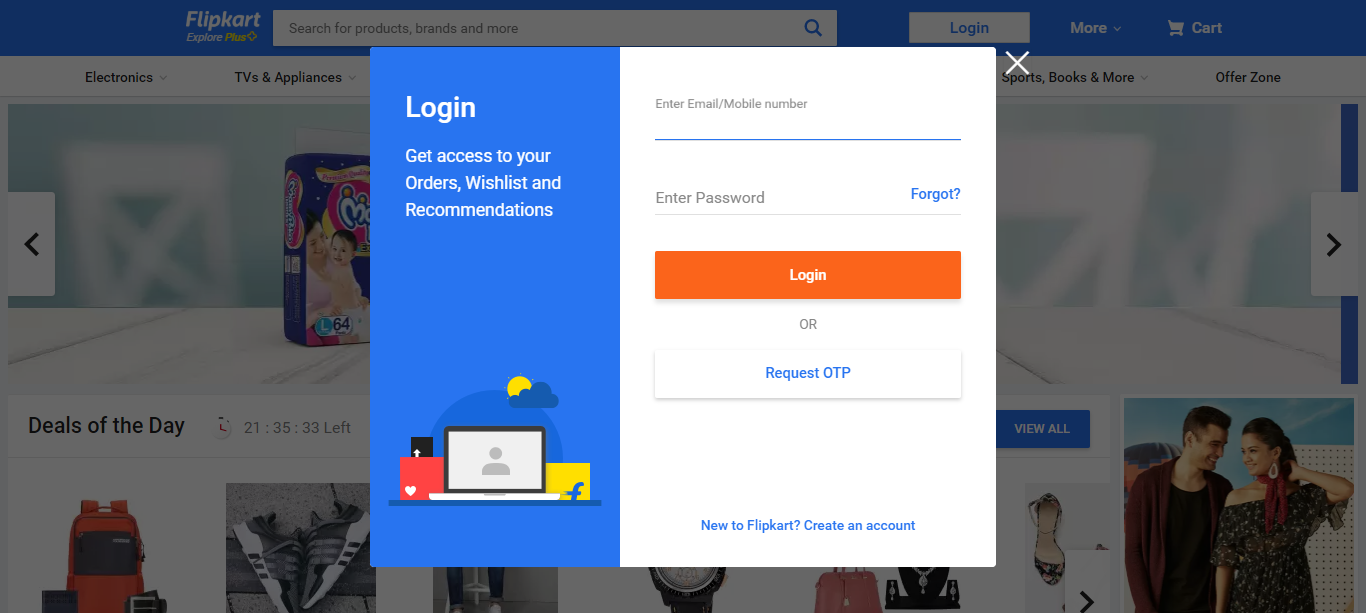 Flipkart
Explore Plus
Search for products, brands and more
Login
More
Cart
Electronics
TVs & Appliances
Sports, Books & More
Offer Zone
Login
Get access to your
Orders, Wishlist and
Recommendations
Enter Email/Mobile number
Enter Password
Forgot?
Login
OR
Request OTP
New to Flipkart? Create an account
L 64
Deals of the Day
21 : 35 : 33 Left
VIEW ALL